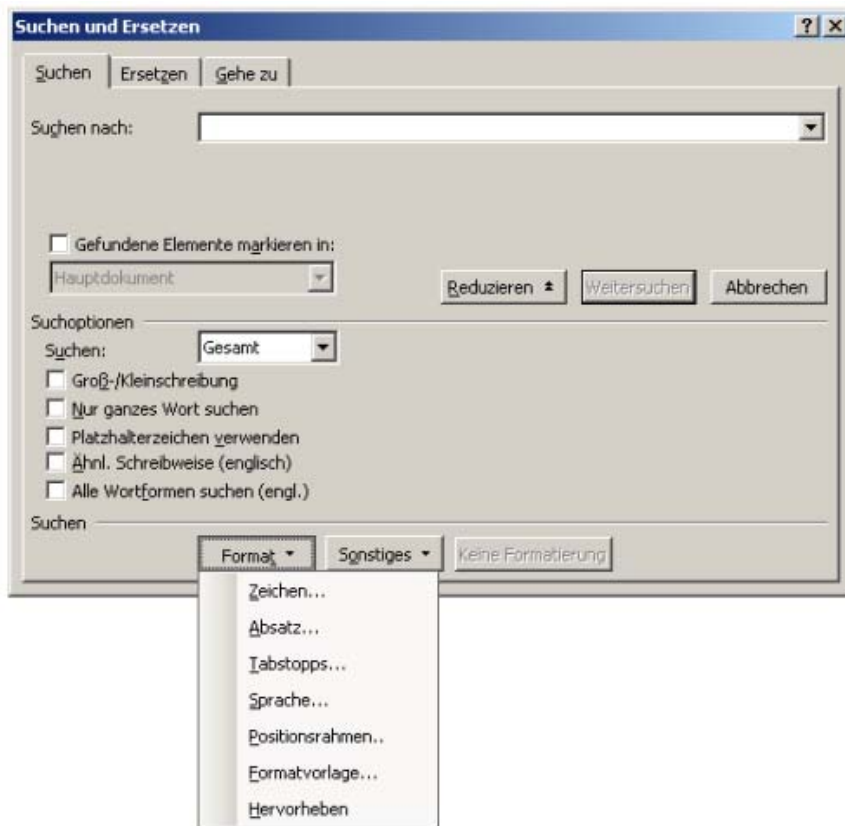 Suchen und Ersetzen
Suchen Ersetzen Gehe zu
Suchen nach:
Gefundene Elemente markieren in:
Hauptdokument
Reduzieren Weitersuchen Abbrechen
Suchoptionen
Suchen: Gesamt
Groß-/Kleinschreibung
Nur ganzes Wort suchen
Platzhalterzeichen verwenden
Ähnl. Schreibweise (englisch)
Alle Wortformen suchen (engl.)
Suchen
Format Sonstiges Keine Formatierung
Zeichen...
Absatz...
Tabstopps...
Sprache...
Positionsrahmen..
Formatvorlage...
Hervorheben